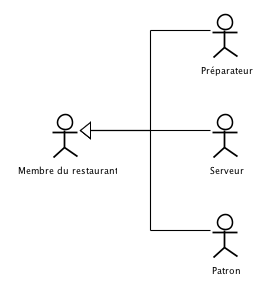 Préparateur
Membre du restaurant
Serveur
Patron